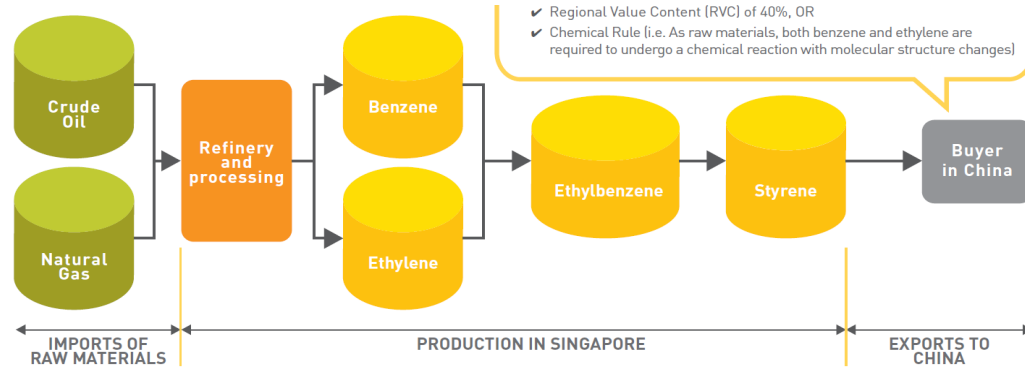 ✔ Regional Value Content (RVC) of 40%, OR
✔ Chemical Rule (i.e. As raw materials, both benzene and ethylene are
required to undergo a chemical reaction with molecular structure changes)
Crude
Oil
Natural
Gas
Refinery
and
processing
Benzene
Ethylene
Ethylbenzene
Styrene
Buyer
in China
IMPORTS OF
RAW MATERIALS
PRODUCTION IN SINGAPORE
EXPORTS TO
CHINA